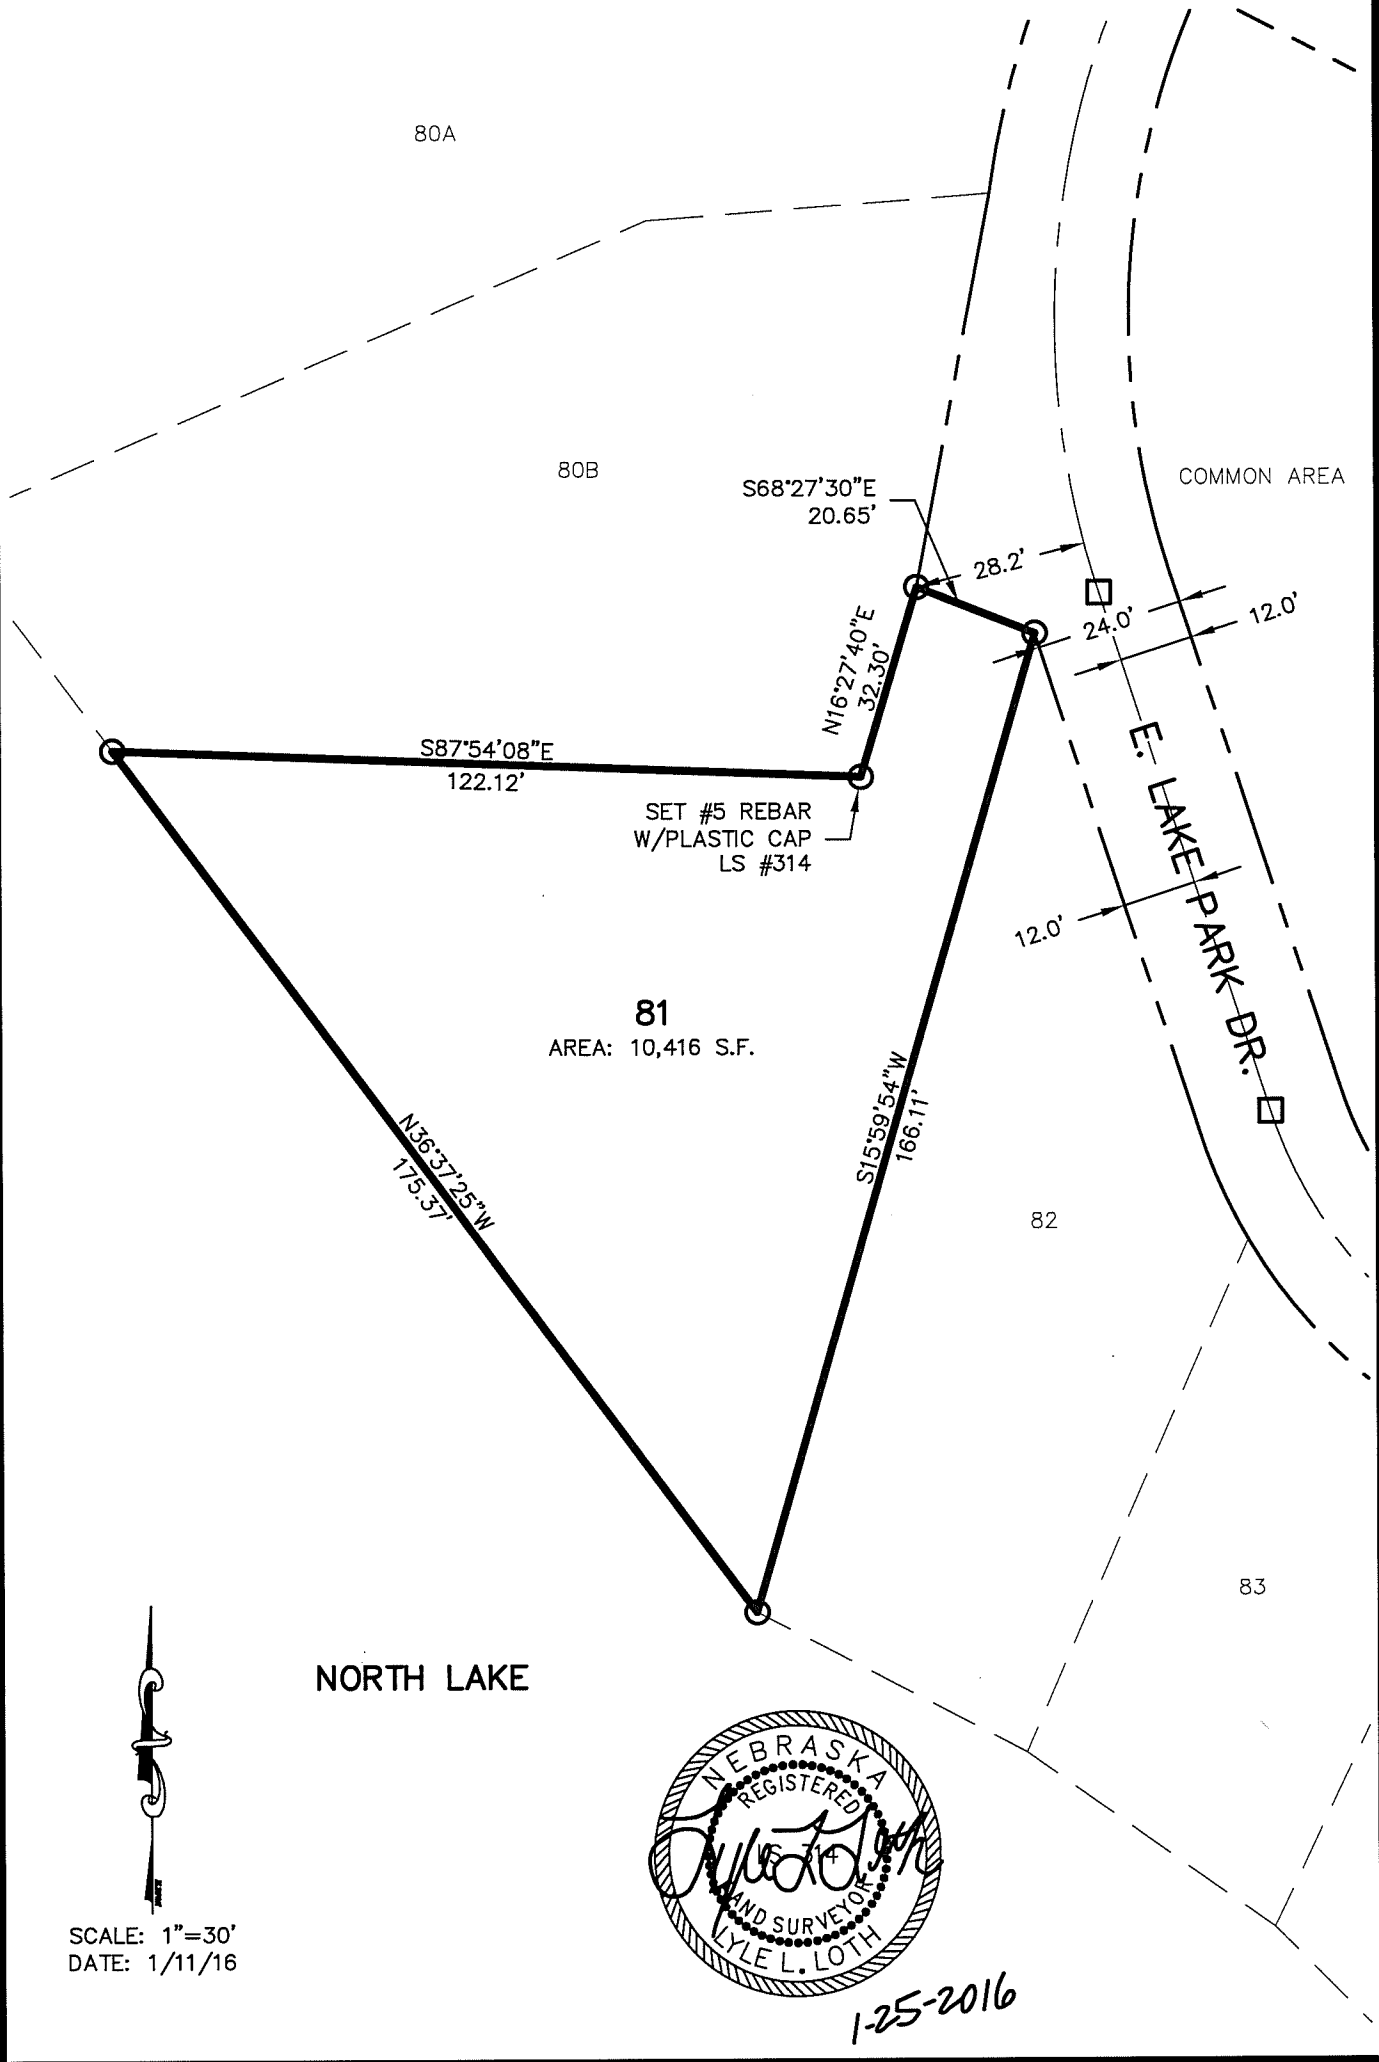 80A
80B
COMMON AREA
S68°27'30"E
20.65'
28.2'
24.0'
12.0'
N16°27'40"E
32.30'
S87°54'08"E
122.12'
SET #5 REBAR
W/PLASTIC CAP
LS #314
E. LAKE PARK DR.
12.0'
81
AREA: 10,416 S.F.
N36°37'25"W
175.37'
S15°59'54"W
166.11'
82
83
NORTH LAKE
NEBRASKA
REGISTERED
LS 314
LAND SURVEYOR
LYLE L. LOTH
Lyle L. Loth
1-25-2016
SCALE: 1"=30'
DATE: 1/11/16